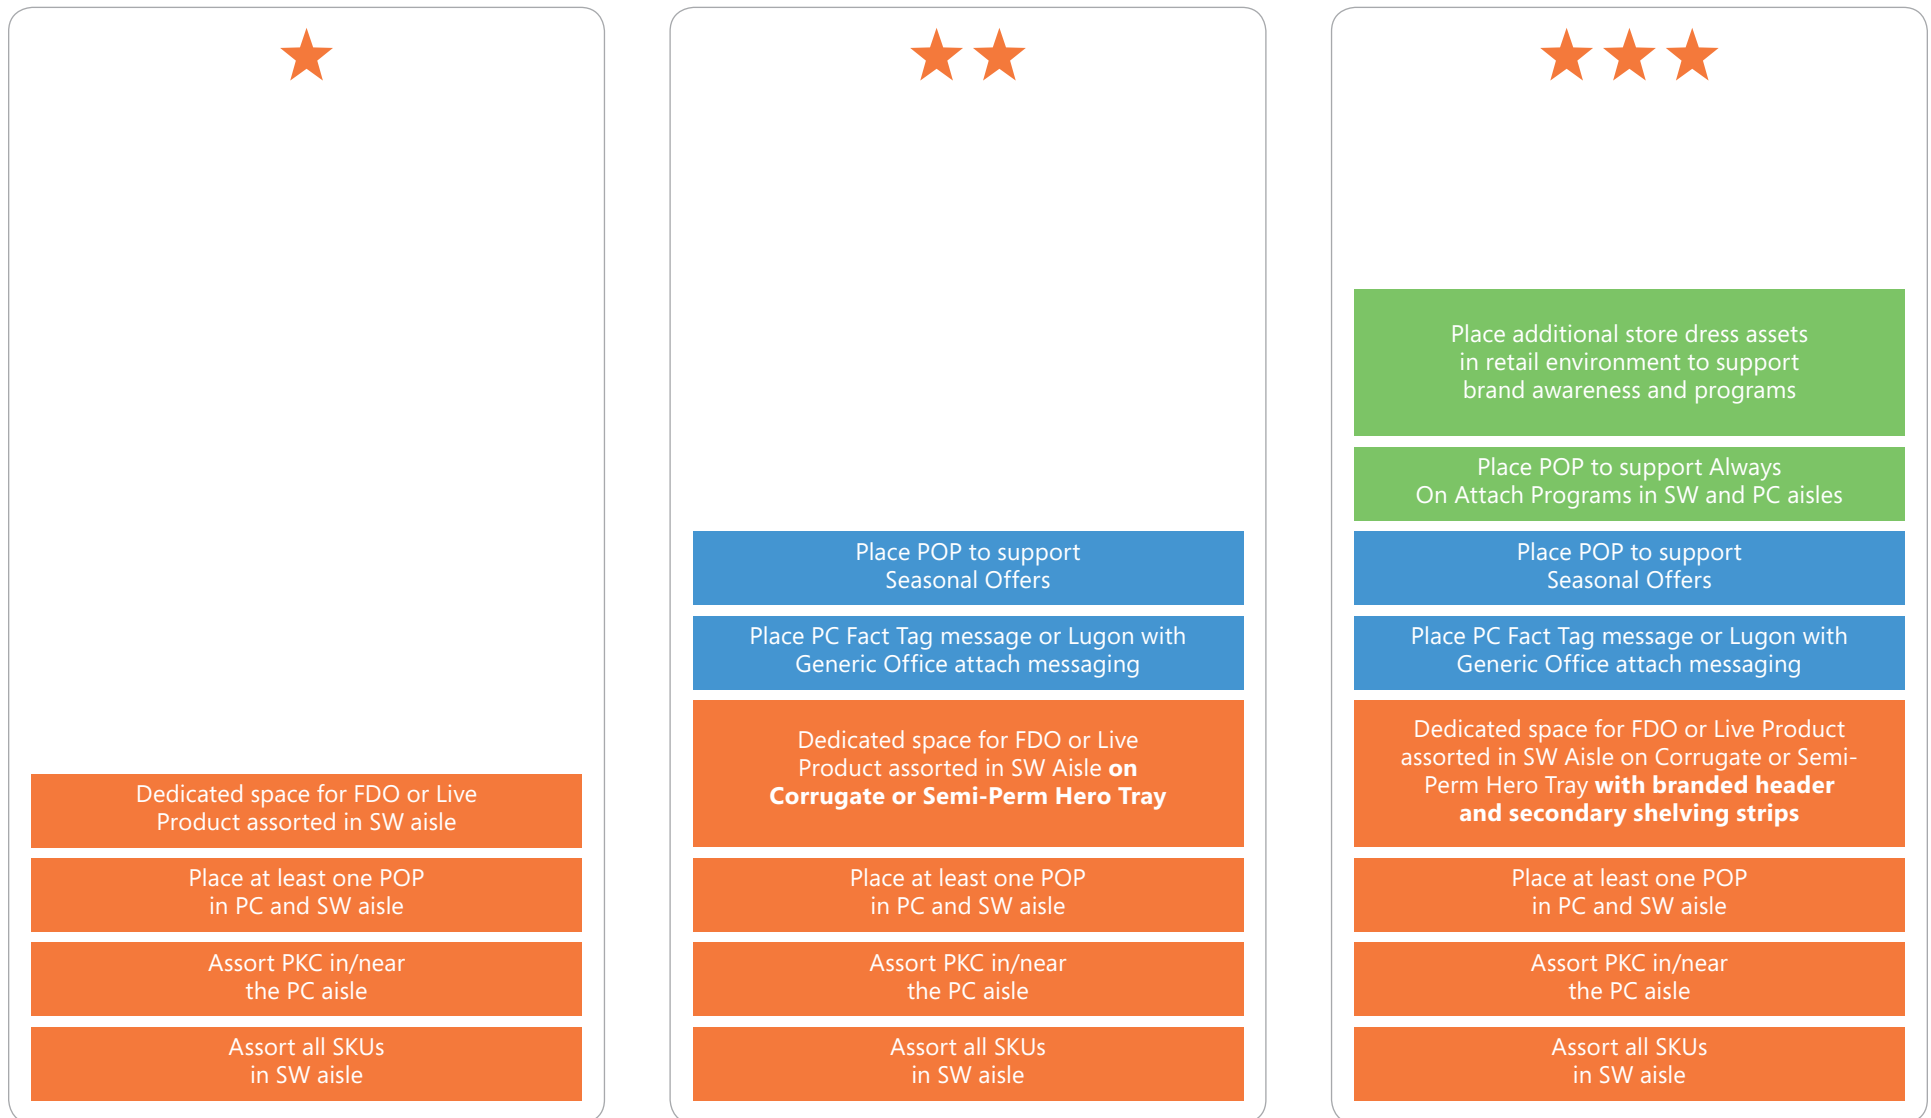 Dedicated space for FDO or Live
Product assorted in SW aisle
Place at least one POP
in PC and SW aisle
Assort PKC in/near
the PC aisle
Assort all SKUs
in SW aisle
Place POP to support
Seasonal Offers
Place PC Fact Tag message or Lugon with
Generic Office attach messaging
Dedicated space for FDO or Live
Product assorted in SW Aisle on
Corrugate or Semi-Perm Hero Tray
Place at least one POP
in PC and SW aisle
Assort PKC in/near
the PC aisle
Assort all SKUs
in SW aisle
Place additional store dress assets
in retail environment to support
brand awareness and programs
Place POP to support Always
On Attach Programs in SW and PC aisles
Place POP to support
Seasonal Offers
Place PC Fact Tag message or Lugon with
Generic Office attach messaging
Dedicated space for FDO or Live Product
assorted in SW Aisle on Corrugate or Semi-
Perm Hero Tray with branded header
and secondary shelving strips
Place at least one POP
in PC and SW aisle
Assort PKC in/near
the PC aisle
Assort all SKUs
in SW aisle